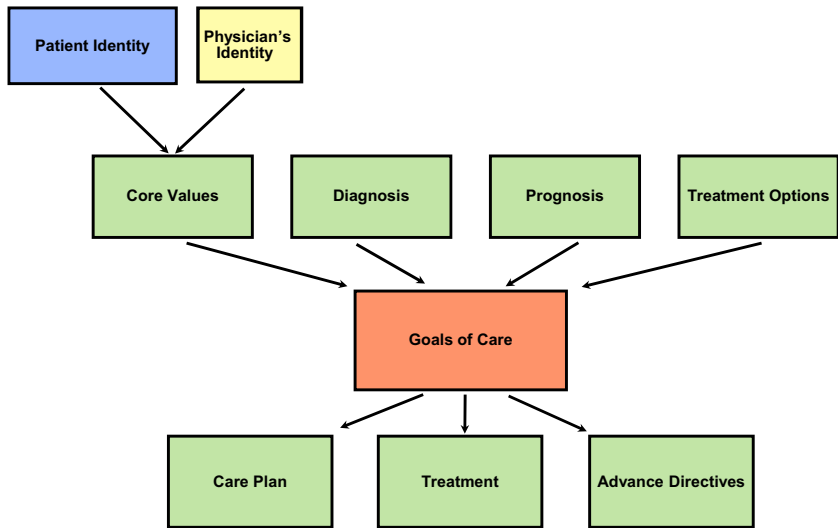 Patient Identity
Physician's
Identity
Core Values
Diagnosis
Prognosis
Treatment Options
Goals of Care
Care Plan
Treatment
Advance Directives